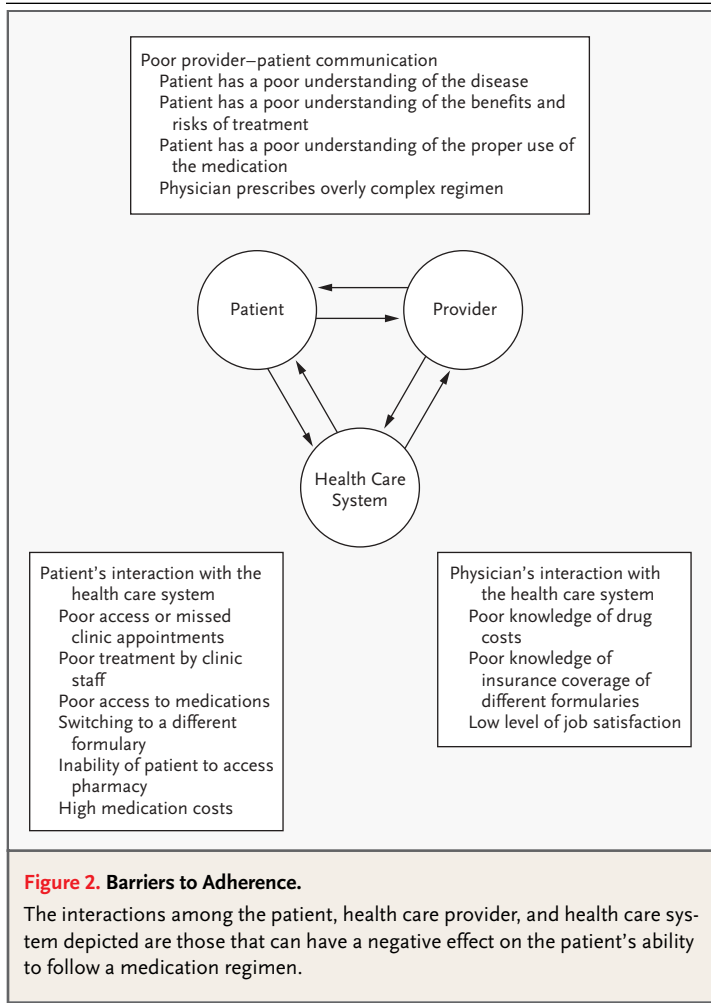 Poor provider–patient communication
Patient has a poor understanding of the disease
Patient has a poor understanding of the benefits and
risks of treatment
Patient has a poor understanding of the proper use of
the medication
Physician prescribes overly complex regimen
Patient
Provider
Health Care
System
Patient's interaction with the
health care system
Poor access or missed
clinic appointments
Poor treatment by clinic
staff
Poor access to medications
Switching to a different
formulary
Inability of patient to access
pharmacy
High medication costs
Physician's interaction with
the health care system
Poor knowledge of drug
costs
Poor knowledge of
insurance coverage of
different formularies
Low level of job satisfaction
Figure 2. Barriers to Adherence.
The interactions among the patient, health care provider, and health care sys-
tem depicted are those that can have a negative effect on the patient's ability
to follow a medication regimen.